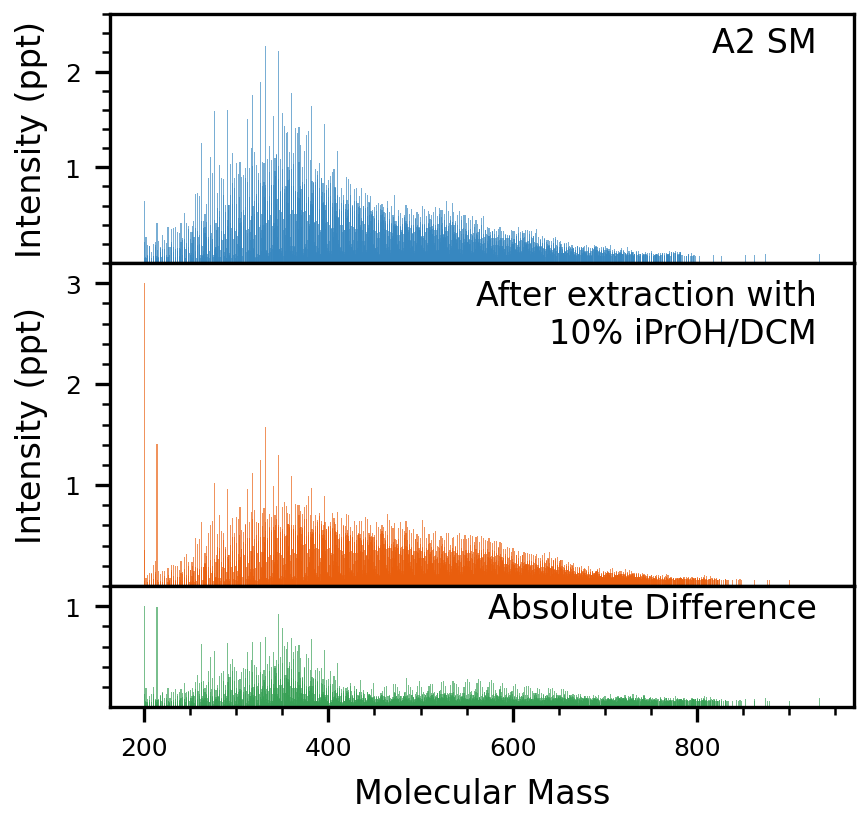 A2 SM
Intensity (ppt)
2
1
After extraction with
10% iPrOH/DCM
Intensity (ppt)
3
2
1
Absolute Difference
1
200 400 600 800
Molecular Mass